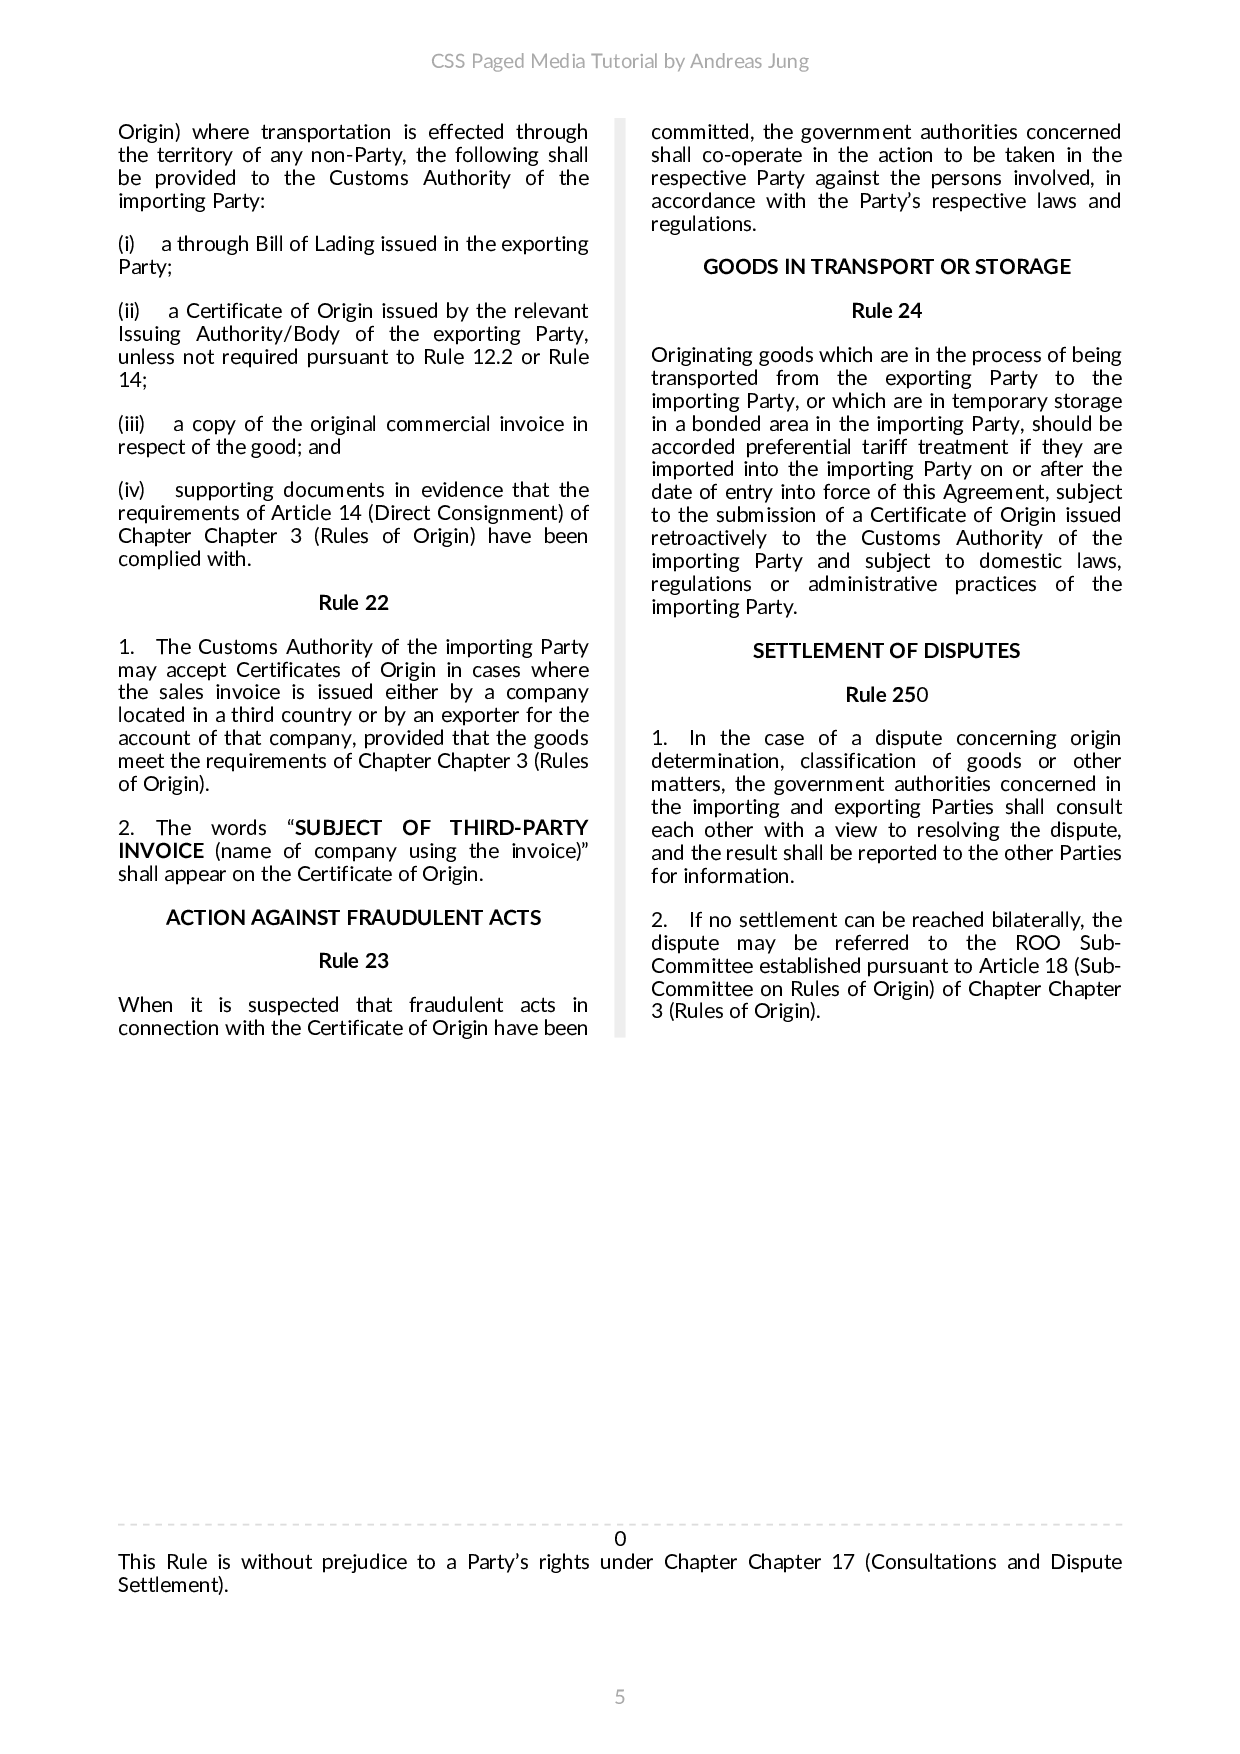 CSS Paged Media Tutorial by Andreas Jung
Origin) where transportation is effected through
the territory of any non-Party, the following shall
be provided to the Customs Authority of the
importing Party:
(i) a through Bill of Lading issued in the exporting
Party;
(ii) a Certificate of Origin issued by the relevant
Issuing Authority/Body of the exporting Party,
unless not required pursuant to Rule 12.2 or Rule
14;
(iii) a copy of the original commercial invoice in
respect of the good; and
(iv) supporting documents in evidence that the
requirements of Article 14 (Direct Consignment) of
Chapter Chapter 3 (Rules of Origin) have been
complied with.
Rule 22
1. The Customs Authority of the importing Party
may accept Certificates of Origin in cases where
the sales invoice is issued either by a company
located in a third country or by an exporter for the
account of that company, provided that the goods
meet the requirements of Chapter Chapter 3 (Rules
of Origin).
2. The words “SUBJECT OF THIRD-PARTY
INVOICE (name of company using the invoice)”
shall appear on the Certificate of Origin.
ACTION AGAINST FRAUDULENT ACTS
Rule 23
When it is suspected that fraudulent acts in
connection with the Certificate of Origin have been
committed, the government authorities concerned
shall co-operate in the action to be taken in the
respective Party against the persons involved, in
accordance with the Party’s respective laws and
regulations.
GOODS IN TRANSPORT OR STORAGE
Rule 24
Originating goods which are in the process of being
transported from the exporting Party to the
importing Party, or which are in temporary storage
in a bonded area in the importing Party, should be
accorded preferential tariff treatment if they are
imported into the importing Party on or after the
date of entry into force of this Agreement, subject
to the submission of a Certificate of Origin issued
retroactively to the Customs Authority of the
importing Party and subject to domestic laws,
regulations or administrative practices of the
importing Party.
SETTLEMENT OF DISPUTES
Rule 250
1. In the case of a dispute concerning origin
determination, classification of goods or other
matters, the government authorities concerned in
the importing and exporting Parties shall consult
each other with a view to resolving the dispute,
and the result shall be reported to the other Parties
for information.
2. If no settlement can be reached bilaterally, the
dispute may be referred to the ROO Sub-
Committee established pursuant to Article 18 (Sub-
Committee on Rules of Origin) of Chapter Chapter
3 (Rules of Origin).
0
This Rule is without prejudice to a Party’s rights under Chapter Chapter 17 (Consultations and Dispute
Settlement).
5